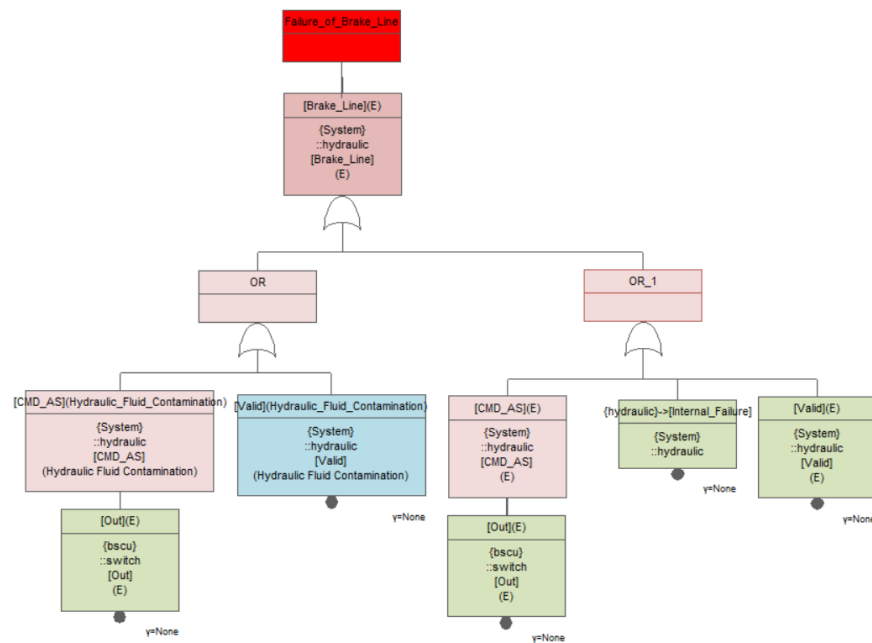 Failure_of_Brake_Line
[Brake_Line](E)
{System}
::hydraulic
[Brake_Line]
(E)
OR
OR_1
[CMD_AS](Hydraulic_Fluid_Contamination)
{System}
::hydraulic
[CMD_AS]
(Hydraulic Fluid Contamination)
[Valid](Hydraulic_Fluid_Contamination)
{System}
::hydraulic
[Valid]
(Hydraulic Fluid Contamination)
γ=None
[CMD_AS](E)
{System}
::hydraulic
[CMD_AS]
(E)
{hydraulic}->[Internal_Failure]
{System}
::hydraulic
γ=None
[Valid](E)
{System}
::hydraulic
[Valid]
(E)
γ=None
[Out](E)
{bscu}
::switch
[Out]
(E)
γ=None
[Out](E)
{bscu}
::switch
[Out]
(E)
γ=None